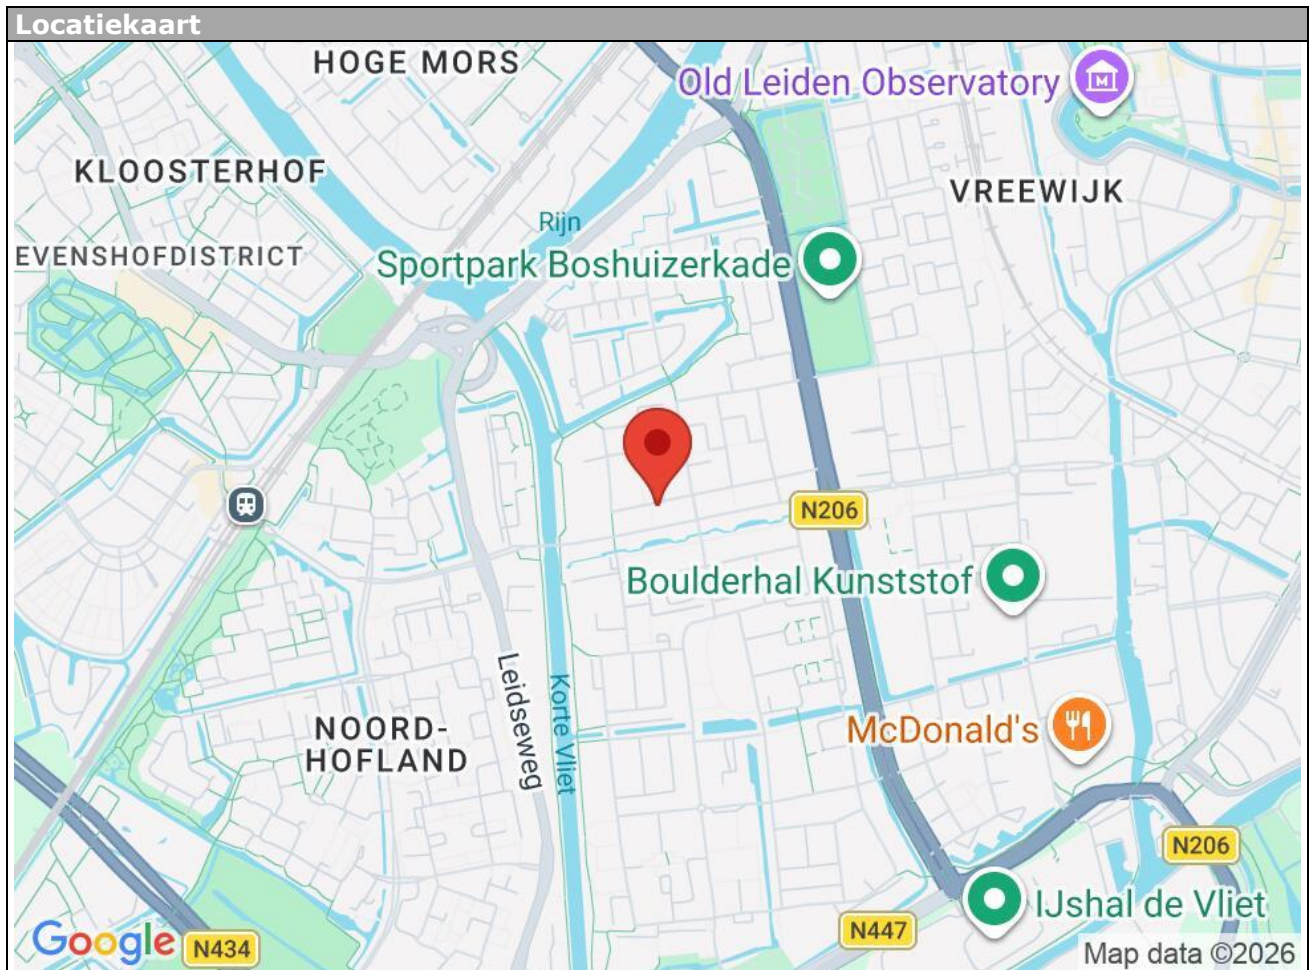 Locatiekaart
HOGE MORS
Old Leiden Observatory
M
KLOOSTERHOF
VREEWIJK
Rijn
EVENSHOFDISTRICT
Sportpark Boshuizerkade
N206
Boulderhal Kunststof
Leidseweg
Korte Vliet
NOORD-
HOFLAND
McDonald's
N206
IJshal de Vliet
N447
Google
N434
Map data ©2026